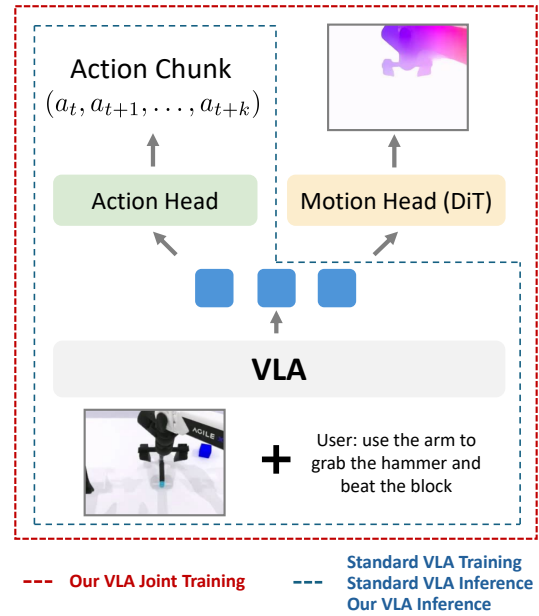 Action Chunk
(a_t, a_{t+1}, . . . , a_{t+k})
Action Head
Motion Head (DiT)
VLA
AGILE
+
User: use the arm to
grab the hammer and
beat the block
Our VLA Joint Training
Standard VLA Training
Standard VLA Inference
Our VLA Inference